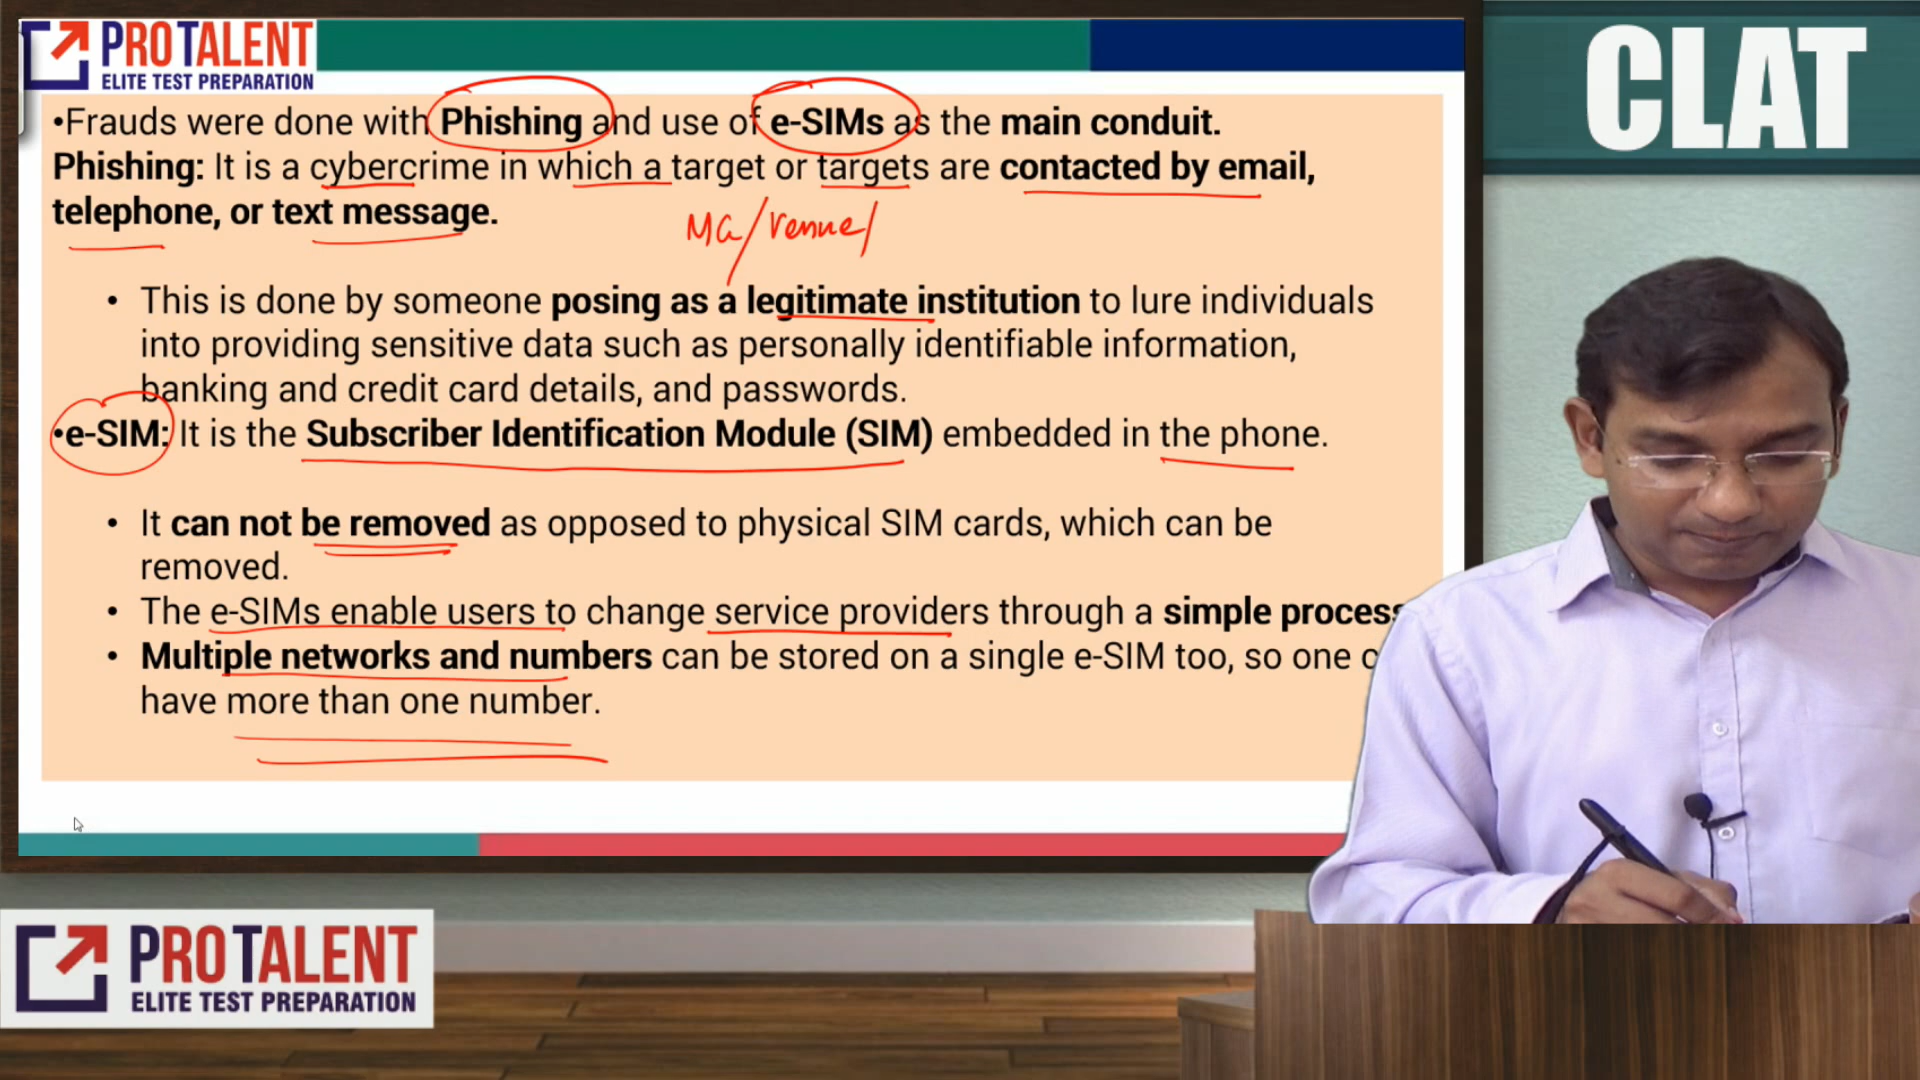 PROTALENT
ELITE TEST PREPARATION
CLAT
•Frauds were done with Phishing and use of e-SIMs as the main conduit.
Phishing: It is a cybercrime in which a target or targets are contacted by email,
telephone, or text message.
• This is done by someone posing as a legitimate institution to lure individuals
into providing sensitive data such as personally identifiable information,
banking and credit card details, and passwords.
•e-SIM: It is the Subscriber Identification Module (SIM) embedded in the phone.
• It can not be removed as opposed to physical SIM cards, which can be
removed.
• The e-SIMs enable users to change service providers through a simple process
• Multiple networks and numbers can be stored on a single e-SIM too, so one
have more than one number.
PROTALENT
ELITE TEST PREPARATION